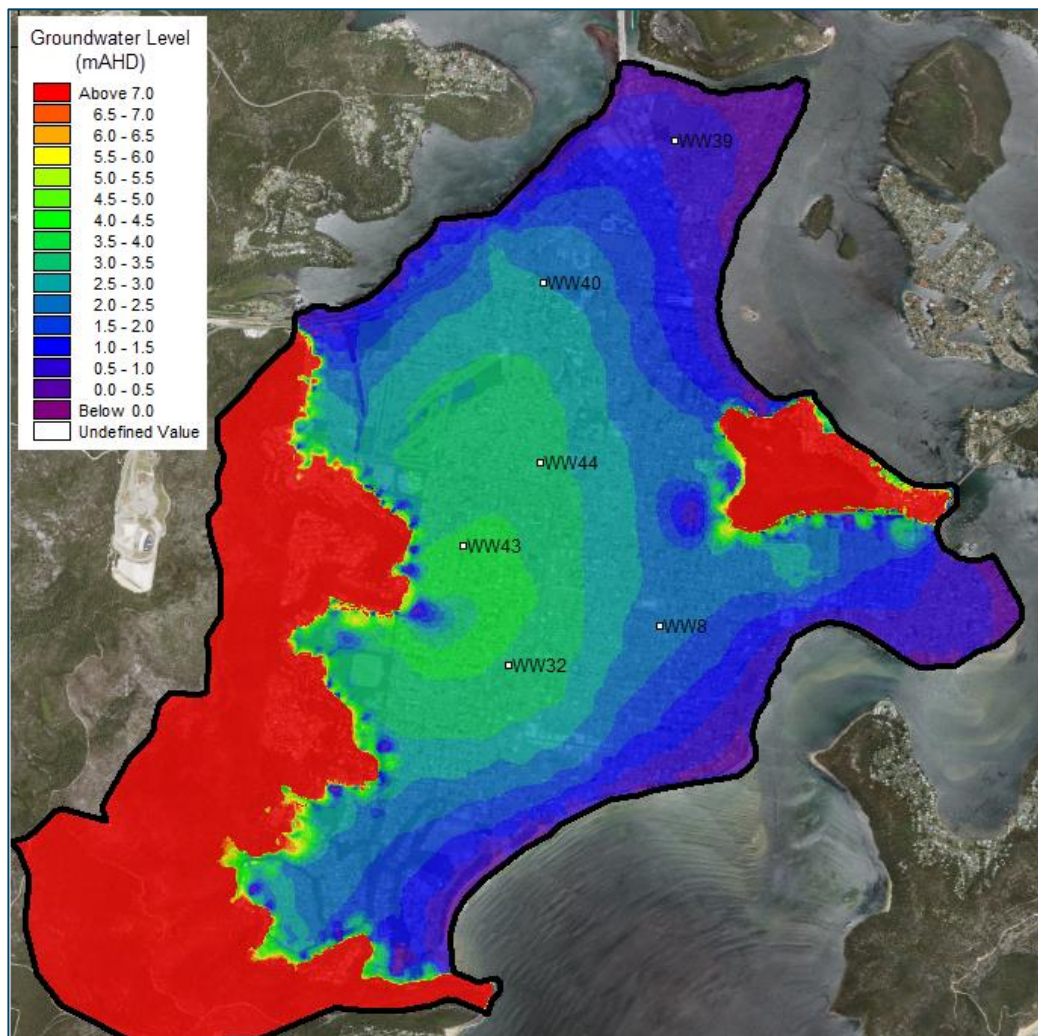 Groundwater Level
(mAHD)
Above 7.0
6.5 - 7.0
6.0 - 6.5
5.5 - 6.0
5.0 - 5.5
4.5 - 5.0
4.0 - 4.5
3.5 - 4.0
3.0 - 3.5
2.5 - 3.0
2.0 - 2.5
1.5 - 2.0
1.0 - 1.5
0.5 - 1.0
0.0 - 0.5
Below 0.0
Undefined Value
WW39
WW40
WW44
WW43
WW8
WW32